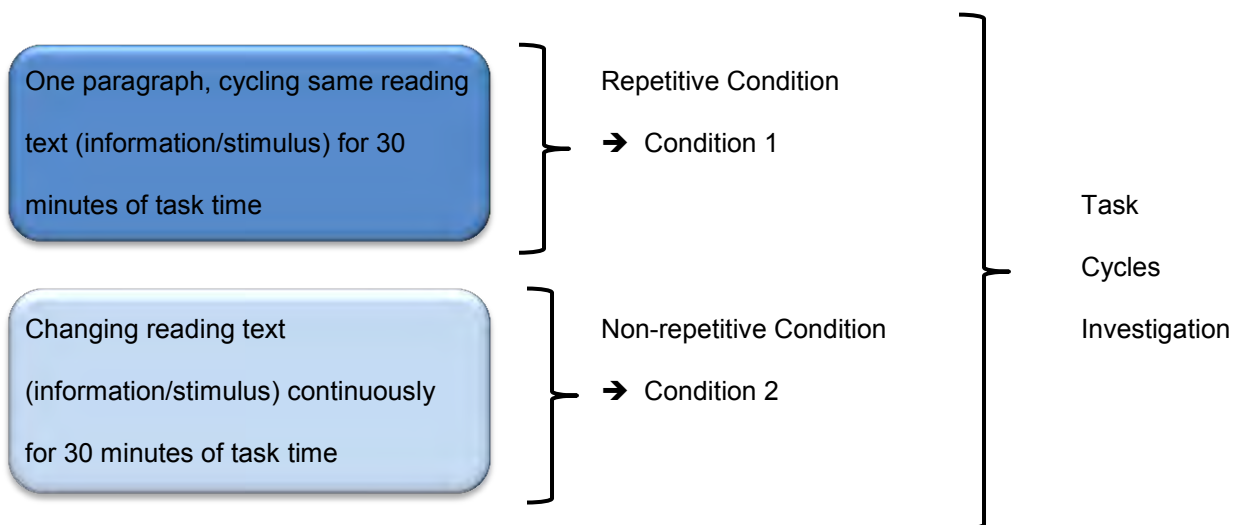 One paragraph, cycling same reading
text (information/stimulus) for 30
minutes of task time
Repetitive Condition
➔ Condition 1
Changing reading text
(information/stimulus) continuously
for 30 minutes of task time
Non-repetitive Condition
➔ Condition 2
Task
Cycles
Investigation